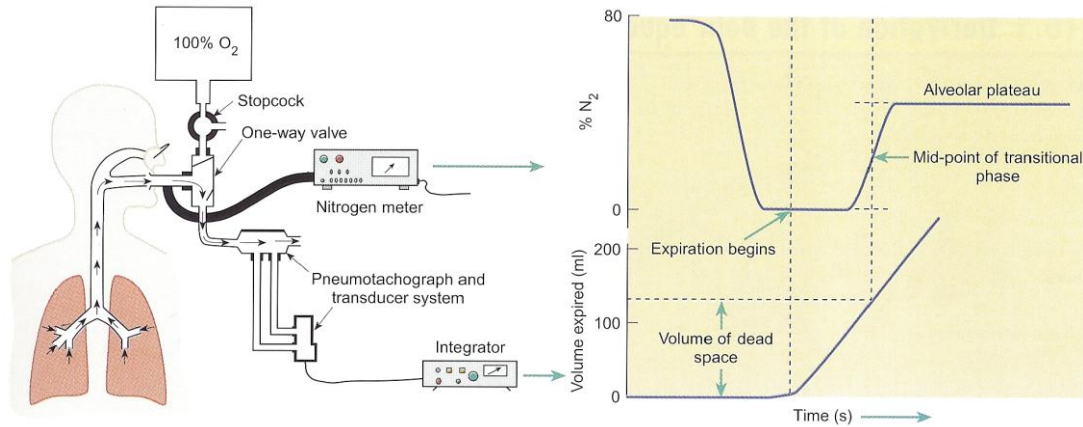 100% O2
Stopcock
One-way valve
Nitrogen meter
Pneumotachograph and
transducer system
Integrator
80
% N2
0
Alveolar plateau
Mid-point of transitional
phase
Expiration begins
200
100
0
Volume expired (ml)
Volume of dead
space
Time (s)